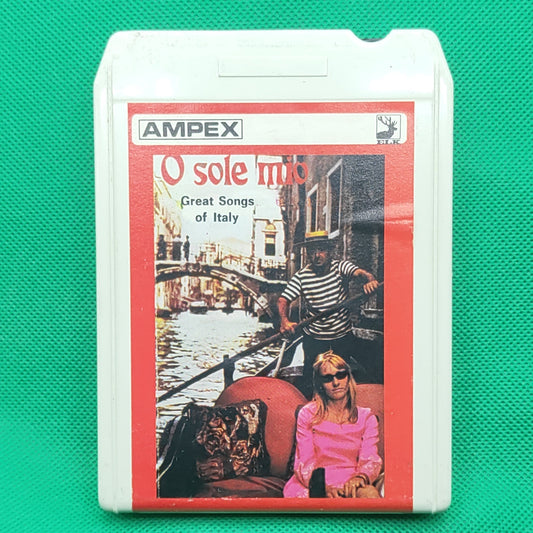 AMPEX
ELK
O sole mio
Great Songs
of Italy